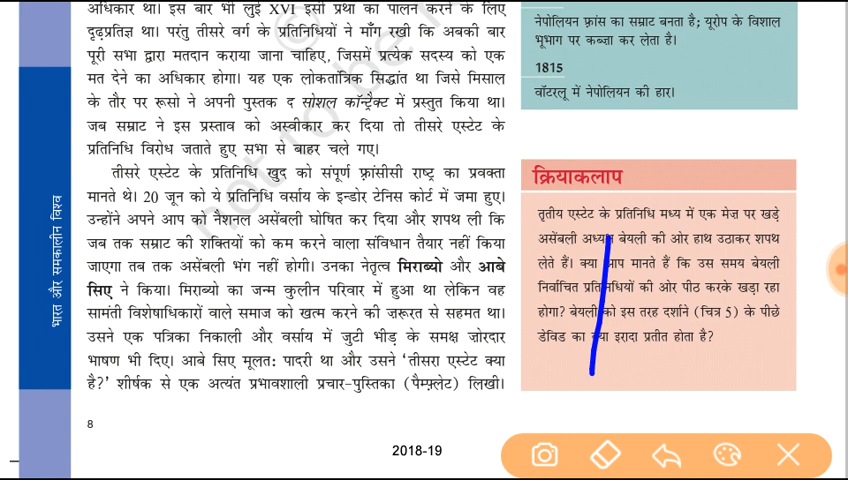 अधिकार था। इस बार भी लुई XVI इसी प्रथा का पालन करने के लिए
दृढ़प्रतिज्ञ था। परंतु तीसरे वर्ग के प्रतिनिधियों ने माँग रखी कि अबकी बार
पूरी सभा द्वारा मतदान कराया जाना चाहिए, जिसमें प्रत्येक सदस्य को एक
मत देने का अधिकार होगा। यह एक लोकतांत्रिक सिद्धांत था जिसे मिसाल
के तौर पर रूसो ने अपनी पुस्तक द सोशल कॉन्ट्रैक्ट में प्रस्तुत किया था।
जब सम्राट ने इस प्रस्ताव को अस्वीकार कर दिया तो तीसरे एस्टेट के
प्रतिनिधि विरोध जताते हुए सभा से बाहर चले गए।
तीसरे एस्टेट के प्रतिनिधि खुद को संपूर्ण फ़्रांसीसी राष्ट्र का प्रवक्ता
मानते थे। 20 जून को ये प्रतिनिधि वर्साय के इन्डोर टेनिस कोर्ट में जमा हुए।
उन्होंने अपने आप को नैशनल असेंबली घोषित कर दिया और शपथ ली कि
जब तक सम्राट की शक्तियों को कम करने वाला संविधान तैयार नहीं किया
जाएगा तब तक असेंबली भंग नहीं होगी। उनका नेतृत्व मिराब्यो और आबे
सिए ने किया। मिराब्यो का जन्म कुलीन परिवार में हुआ था लेकिन वह
सामंती विशेषाधिकारों वाले समाज को खत्म करने की ज़रूरत से सहमत था।
उसने एक पत्रिका निकाली और वर्साय में जुटी भीड़ के समक्ष ज़ोरदार
भाषण भी दिए। आबे सिए मूलत: पादरी था और उसने ‘तीसरा एस्टेट क्या
है?’ शीर्षक से एक अत्यंत प्रभावशाली प्रचार-पुस्तिका (पैम्फ़्लेट) लिखी।
नेपोलियन फ़्रांस का सम्राट बनता है; यूरोप के विशाल
भूभाग पर कब्ज़ा कर लेता है।
1815
वॉटरलू में नेपोलियन की हार।
क्रियाकलाप
तृतीय एस्टेट के प्रतिनिधि मध्य में एक मेज पर खड़े
असेंबली अध्यक्ष बेयली की ओर हाथ उठाकर शपथ
लेते हैं। क्या आप मानते हैं कि उस समय बेयली
निर्वाचित प्रतिनिधियों की ओर पीठ करके खड़ा रहा
होगा? बेयली को इस तरह दर्शाने (चित्र 5) के पीछे
डेविड का क्या इरादा प्रतीत होता है?
भारत और समकालीन विश्व
8
2018-19
not to be r